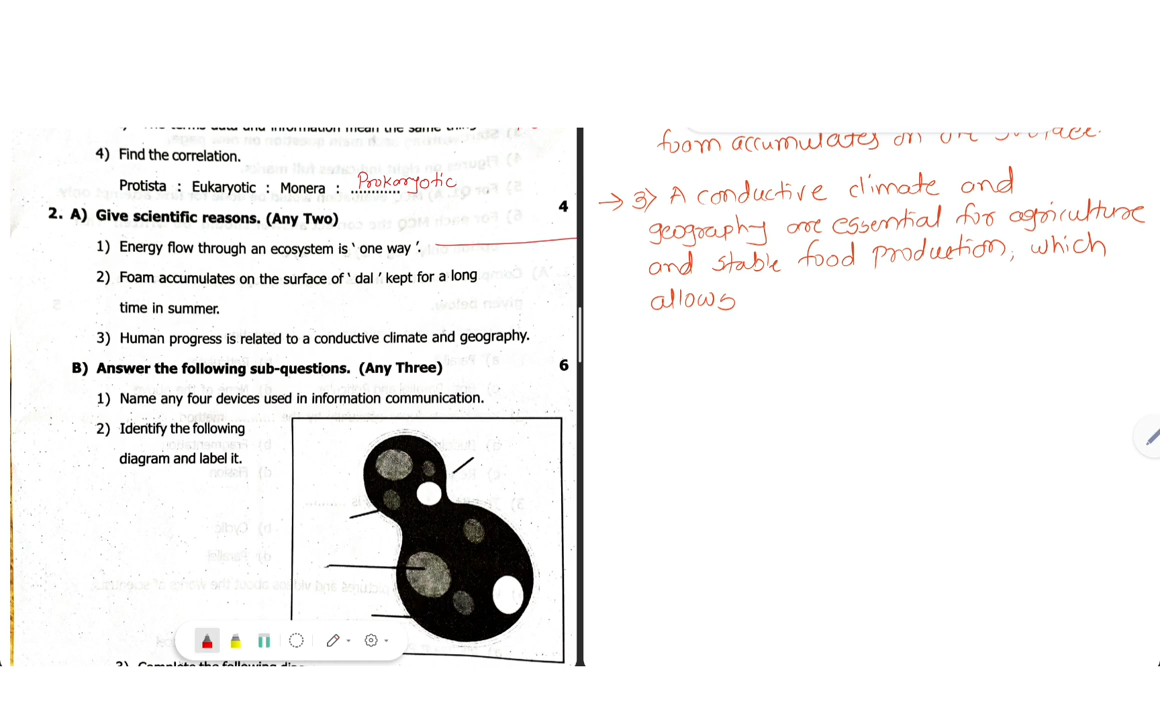 4) Find the correlation.
Protista : Eukaryotic : Monera : ............ Prokaryotic
2. A) Give scientific reasons. (Any Two) 4
1) Energy flow through an ecosystem is ' one way '.
2) Foam accumulates on the surface of ' dal ' kept for a long
time in summer.
3) Human progress is related to a conductive climate and geography.
B) Answer the following sub-questions. (Any Three) 6
1) Name any four devices used in information communication.
2) Identify the following
diagram and label it.
foam accumulates on the surface.
→ 3) A conductive climate and
geography are essential for agriculture
and stable food production, which
allows